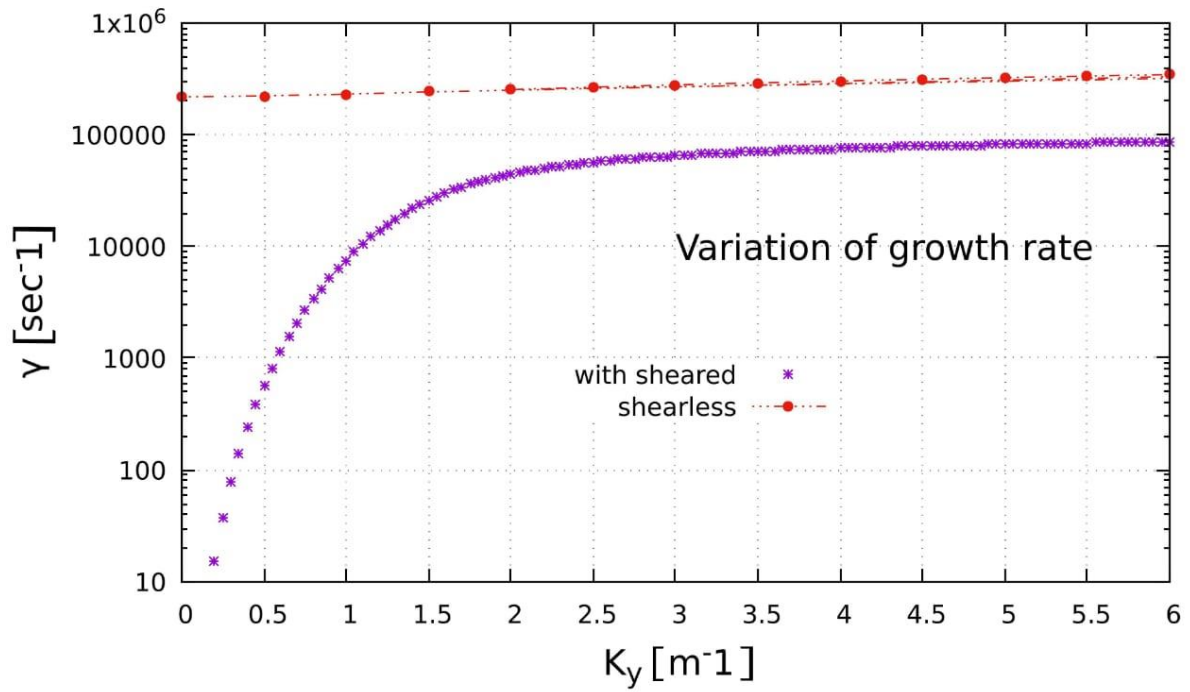 1x10⁶
100000
10000
1000
100
10
γ [sec⁻1]
Variation of growth rate
with sheared
shearless
0 0.5 1 1.5 2 2.5 3 3.5 4 4.5 5 5.5 6
Ky [m⁻1]